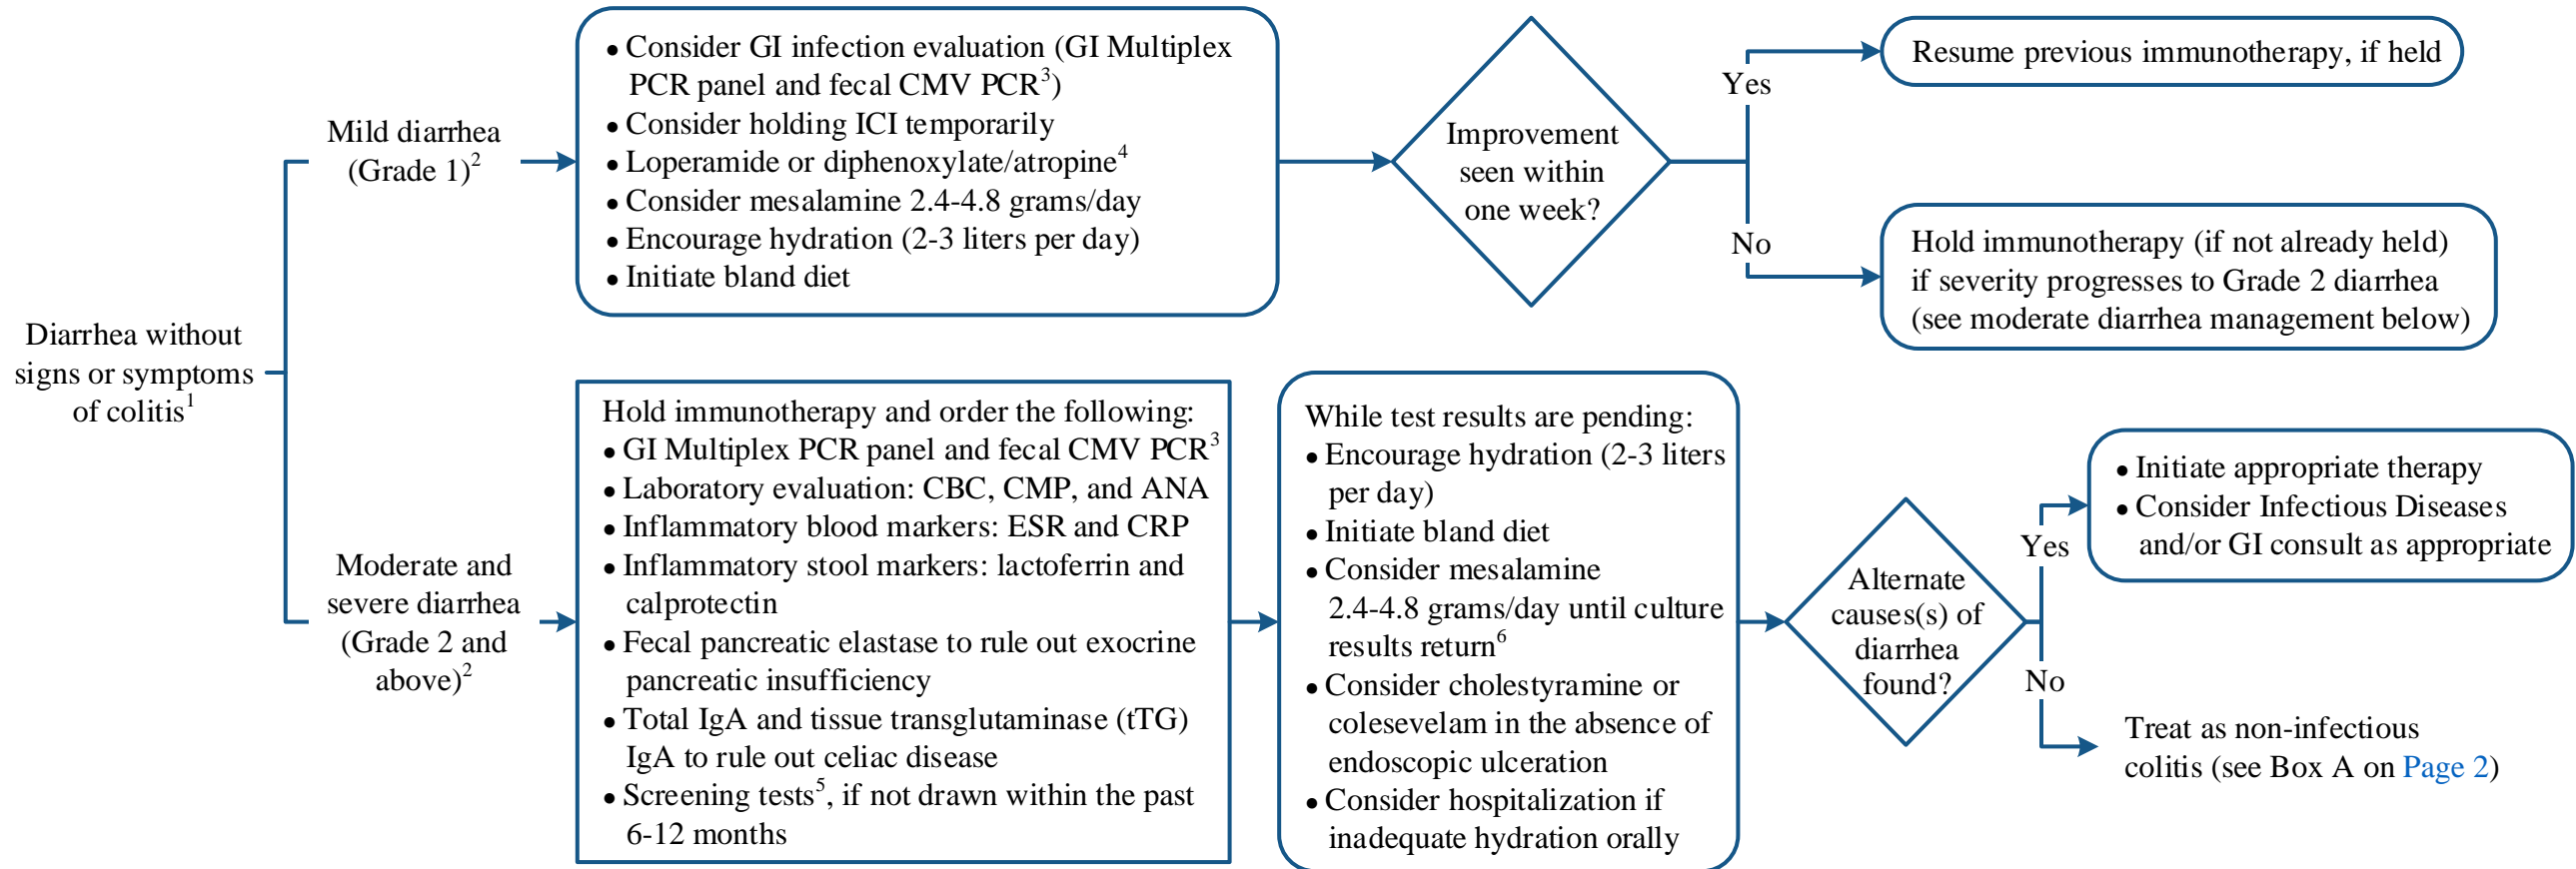 Diarrhea without
signs or symptoms
of colitis1
Mild diarrhea
(Grade 1)2
• Consider GI infection evaluation (GI Multiplex
PCR panel and fecal CMV PCR3)
• Consider holding ICI temporarily
• Loperamide or diphenoxylate/atropine4
• Consider mesalamine 2.4-4.8 grams/day
• Encourage hydration (2-3 liters per day)
• Initiate bland diet
Improvement
seen within
one week?
Yes
Resume previous immunotherapy, if held
No
Hold immunotherapy (if not already held)
if severity progresses to Grade 2 diarrhea
(see moderate diarrhea management below)
Moderate and
severe diarrhea
(Grade 2 and
above)2
Hold immunotherapy and order the following:
• GI Multiplex PCR panel and fecal CMV PCR3
• Laboratory evaluation: CBC, CMP, and ANA
• Inflammatory blood markers: ESR and CRP
• Inflammatory stool markers: lactoferrin and
calprotectin
• Fecal pancreatic elastase to rule out exocrine
pancreatic insufficiency
• Total IgA and tissue transglutaminase (tTG)
IgA to rule out celiac disease
• Screening tests5, if not drawn within the past
6-12 months
While test results are pending:
• Encourage hydration (2-3 liters
per day)
• Initiate bland diet
• Consider mesalamine
2.4-4.8 grams/day until culture
results return6
• Consider cholestyramine or
colesevelam in the absence of
endoscopic ulceration
• Consider hospitalization if
inadequate hydration orally
Alternate
causes(s) of
diarrhea
found?
Yes
• Initiate appropriate therapy
• Consider Infectious Diseases
and/or GI consult as appropriate
No
Treat as non-infectious
colitis (see Box A on Page 2)